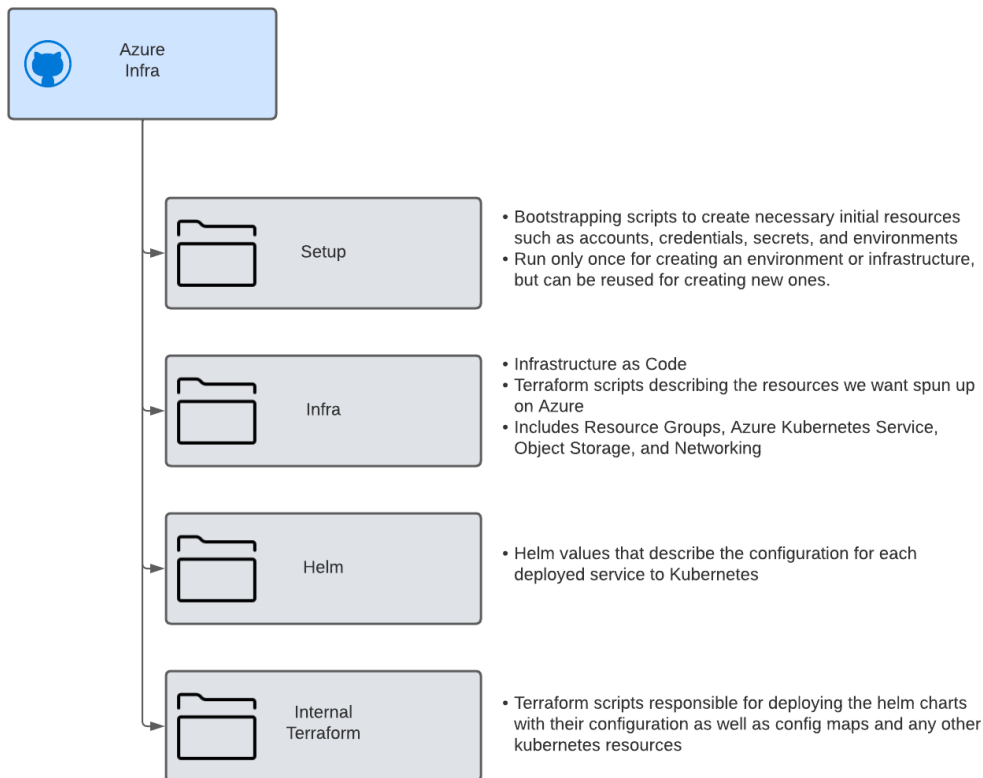 Azure
Infra
Setup
• Bootstrapping scripts to create necessary initial resources
such as accounts, credentials, secrets, and environments
• Run only once for creating an environment or infrastructure,
but can be reused for creating new ones.
Infra
• Infrastructure as Code
• Terraform scripts describing the resources we want spun up
on Azure
• Includes Resource Groups, Azure Kubernetes Service,
Object Storage, and Networking
Helm
• Helm values that describe the configuration for each
deployed service to Kubernetes
Internal
Terraform
• Terraform scripts responsible for deploying the helm charts
with their configuration as well as config maps and any other
kubernetes resources